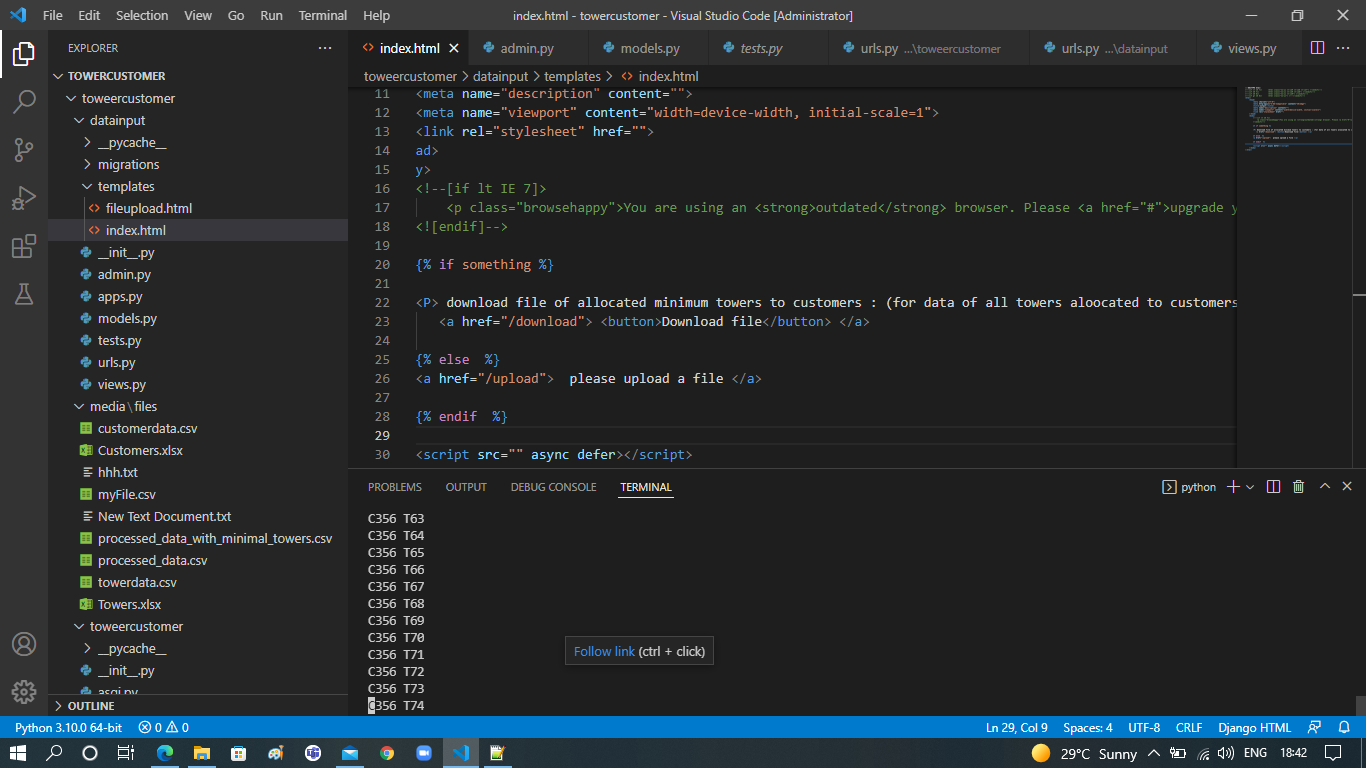 File Edit Selection View Go Run Terminal Help index.html - towercustomer - Visual Studio Code [Administrator]
EXPLORER ···
TOWERCUSTOMER
toweercustomer
datainput
__pycache__
migrations
templates
fileupload.html
index.html
__init__.py
admin.py
apps.py
models.py
tests.py
urls.py
views.py
media\files
customerdata.csv
Customers.xlsx
hhh.txt
myFile.csv
New Text Document.txt
processed_data_with_minimal_towers.csv
processed_data.csv
towerdata.csv
Towers.xlsx
toweercustomer
__pycache__
__init__.py
asgi.py
OUTLINE
index.html admin.py models.py tests.py urls.py ...\toweercustomer urls.py ...\datainput views.py ···
toweercustomer > datainput > templates > <> index.html
11 <meta name="description" content="">
12 <meta name="viewport" content="width=device-width, initial-scale=1">
13 <link rel="stylesheet" href="">
14 ad>
15 y>
16 <!--[if lt IE 7]>
17 <p class="browsehappy">You are using an <strong>outdated</strong> browser. Please <a href="#">upgrade y
18 <![endif]-->
19
20 {% if something %}
21
22 <P> download file of allocated minimum towers to customers : (for data of all towers aloocated to customers
23 <a href="/download"> <button>Download file</button> </a>
24
25 {% else  %}
26 <a href="/upload">  please upload a file </a>
27
28 {% endif  %}
29
30 <script src="" async defer></script>
PROBLEMS OUTPUT DEBUG CONSOLE TERMINAL python
C356 T63
C356 T64
C356 T65
C356 T66
C356 T67
C356 T68
C356 T69
C356 T70
C356 T71
C356 T72
C356 T73
C356 T74
Follow link (ctrl + click)
Python 3.10.0 64-bit 0 0 Ln 29, Col 9 Spaces: 4 UTF-8 CRLF Django HTML
29°C Sunny ENG 18:42